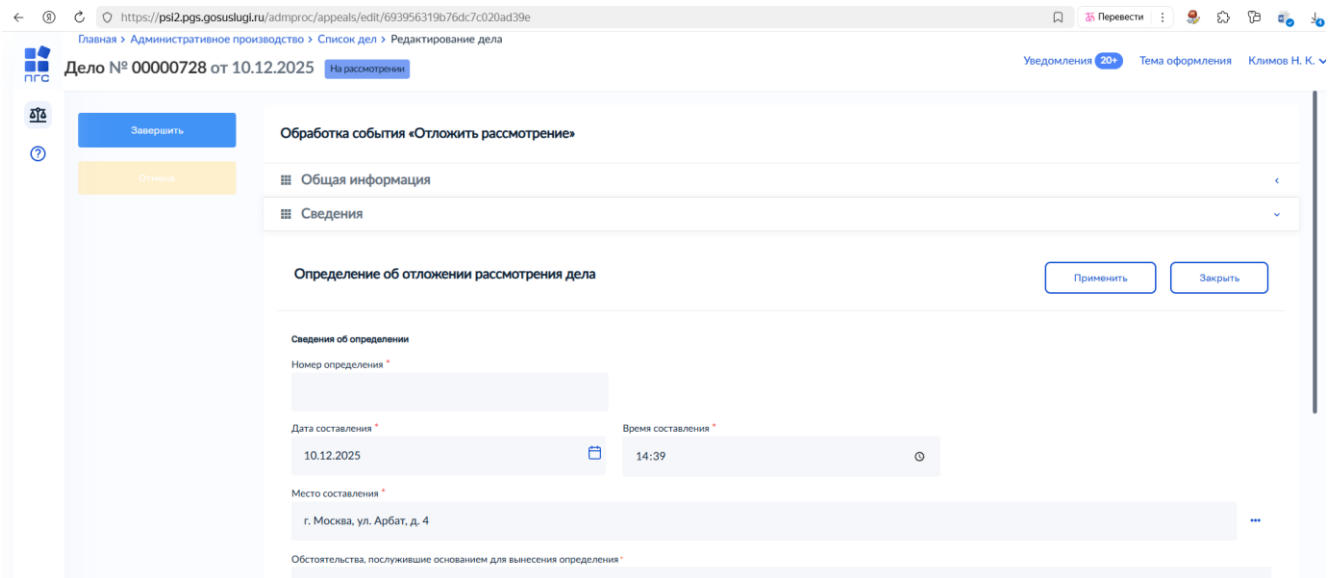 https://psi2.pgs.gosuslugi.ru/admproc/appeals/edit/693956319b76dc7c020ad39e
Перевести
Главная > Административное производство > Список дел > Редактирование дела
ПГС
Дело № 00000728 от 10.12.2025 На рассмотрении
Уведомления 20+ Тема оформления Климов Н. К.
Завершить
Отмена
Обработка события «Отложить рассмотрение»
Общая информация
Сведения
Определение об отложении рассмотрения дела
Применить
Закрыть
Сведения об определении
Номер определения *
Дата составления *
Время составления *
10.12.2025
14:39
Место составления *
г. Москва, ул. Арбат, д. 4
Обстоятельства, послужившие основанием для вынесения определения *